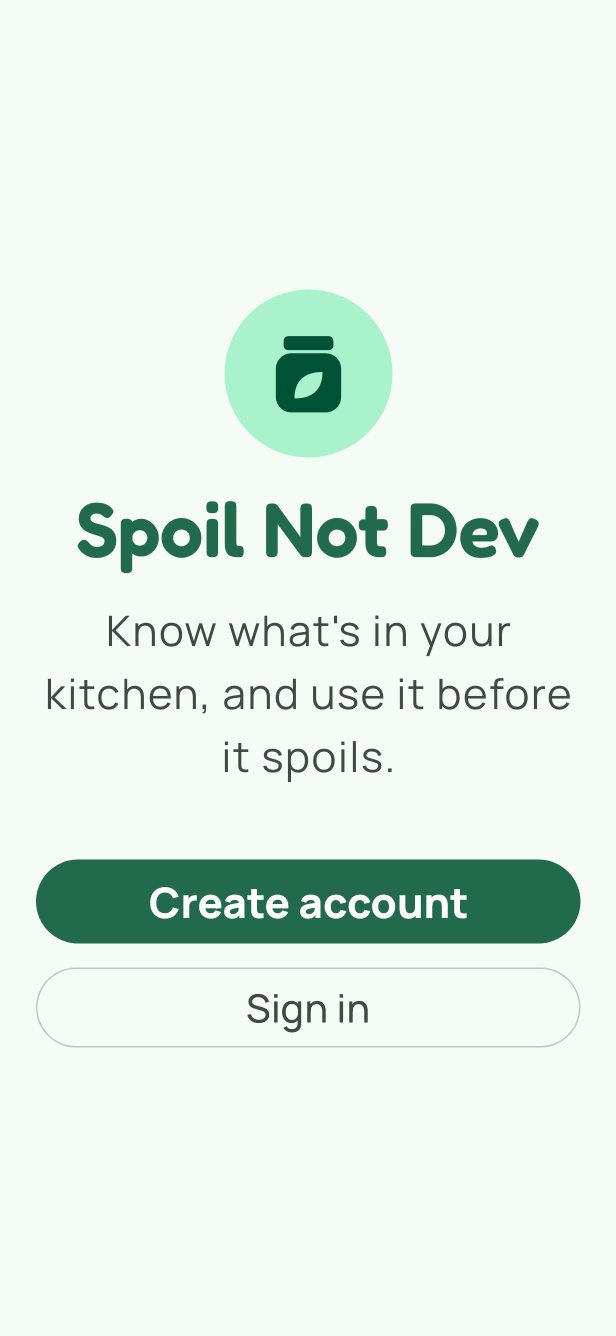 Spoil Not Dev
Know what's in your
kitchen, and use it before
it spoils.
Create account
Sign in